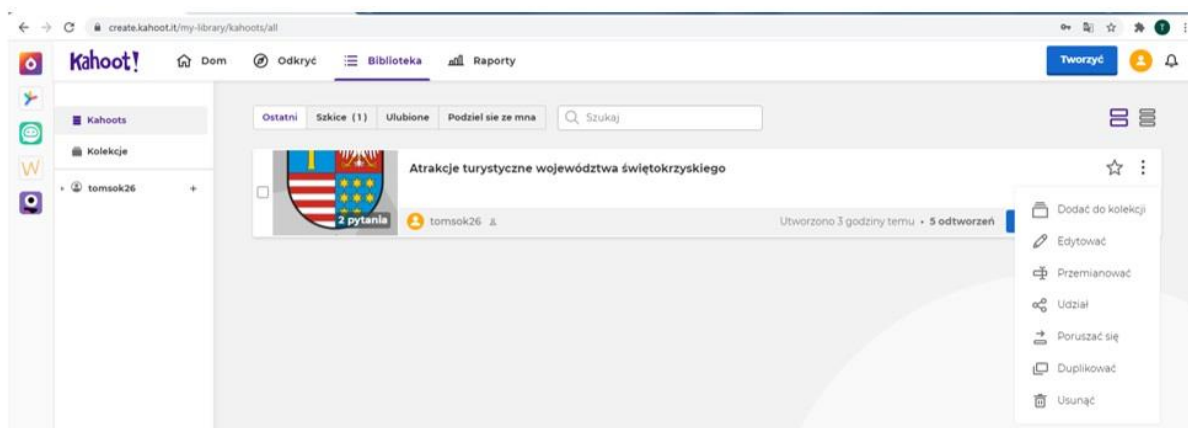 create.kahoot.it/my-library/kahoots/all
T
Kahoot! Dom Odkryć Biblioteka Raporty Tworzyć
Kahoots
Kolekcje
tomsok26 +
Ostatni Szkice (1) Ulubione Podziel sie ze mna Szukaj
W
Atrakcje turystyczne województwa świętokrzyskiego
2 pytania tomsok26 Utworzono 3 godziny temu • 5 odtworzeń
Dodać do kolekcji
Edytować
Przemianować
Udział
Poruszać się
Duplikować
Usunąć